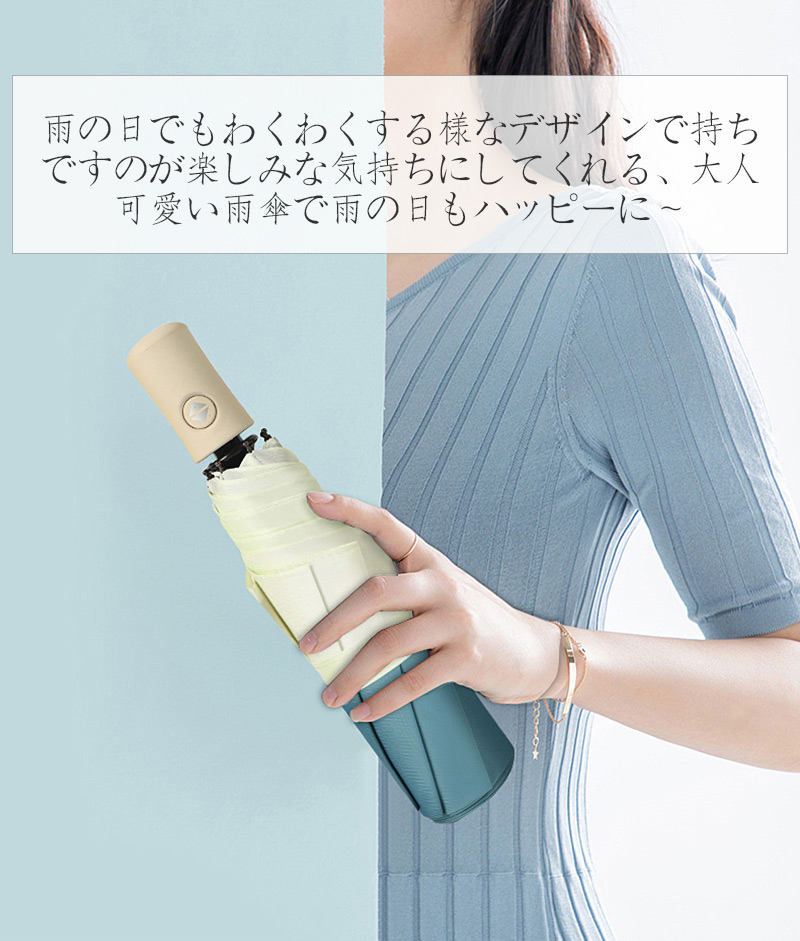 雨の日でもわくわくする様なデザインで持ち
ですのが楽しみな気持ちにしてくれる、大人
可愛い雨傘で雨の日もハッピーに～